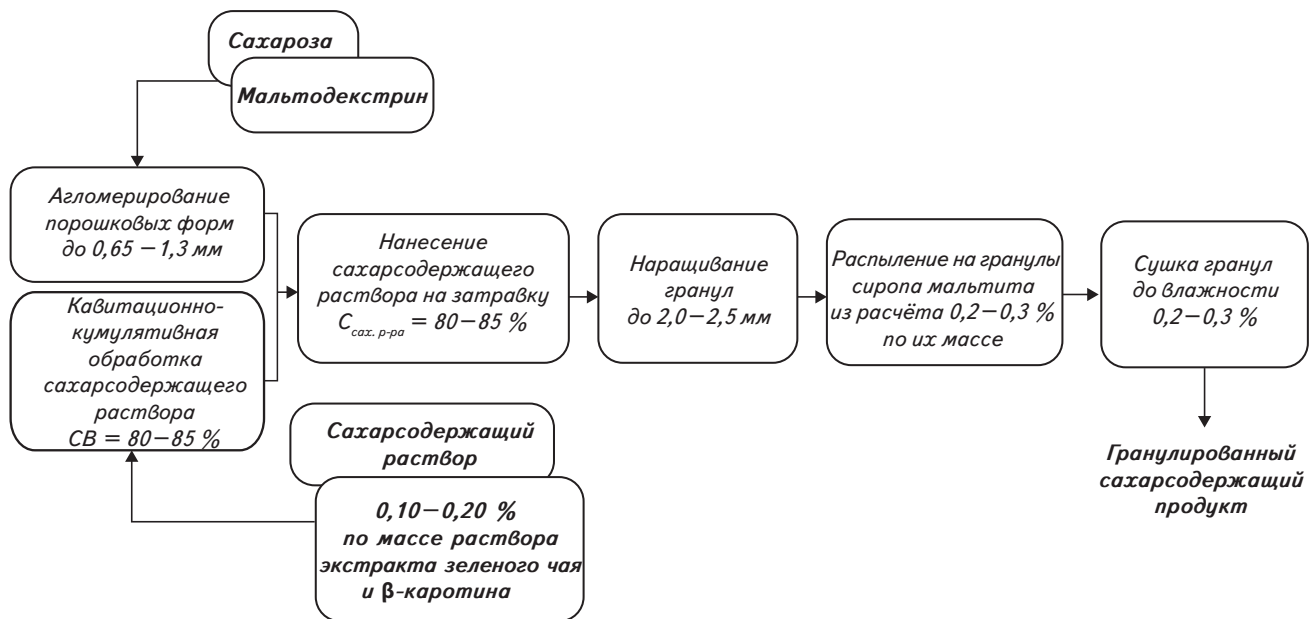 Сахароза
Мальтодекстрин
Агломерирование
порошковых форм
до 0,65 – 1,3 мм
Кавитационно-
кумулятивная
обработка
сахарсодержащего
раствора
СВ = 80–85 %
Нанесение
сахарсодержащего
раствора на затравку
C сах. р-ра = 80–85 %
Наращивание
гранул
до 2,0–2,5 мм
Распыление на гранулы
сиропа мальтита
из расчёта 0,2–0,3 %
по их массе
Сушка гранул
до влажности
0,2–0,3 %
Сахарсодержащий
раствор
0,10–0,20 %
по массе раствора
экстракта зеленого чая
и β-каротина
Гранулированный
сахарсодержащий
продукт